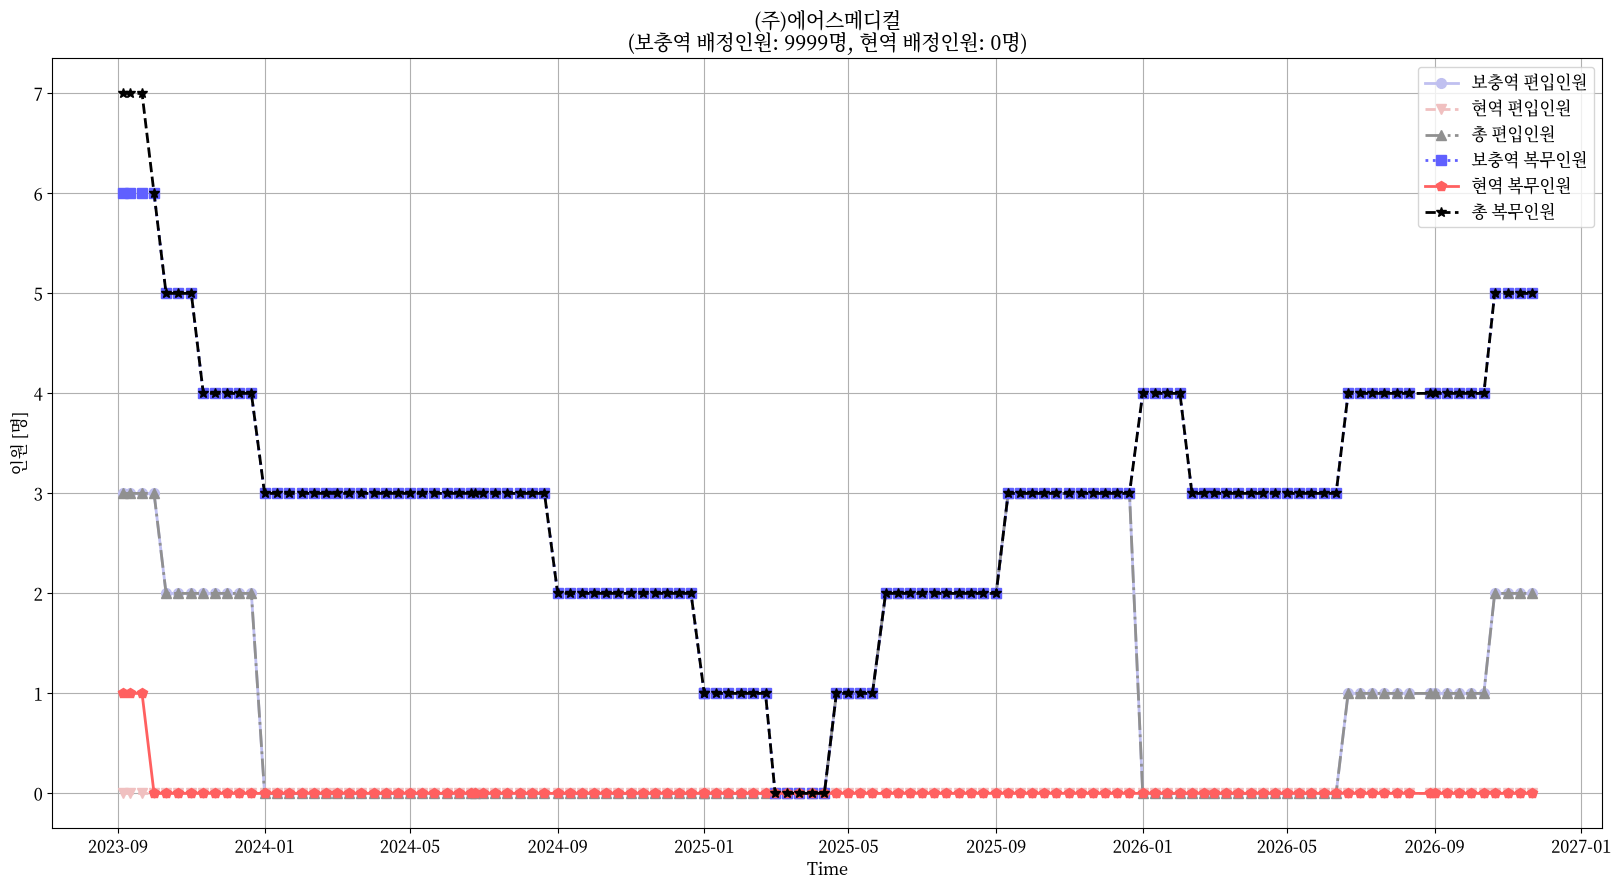 (주)에어스메디컬
(보충역 배정인원: 9999명, 현역 배정인원: 0명)
보충역 편입인원
현역 편입인원
총 편입인원
보충역 복무인원
현역 복무인원
총 복무인원
인원 [명]
7
6
5
4
3
2
1
0
2023-09 2024-01 2024-05 2024-09 2025-01 2025-05 2025-09 2026-01 2026-05 2026-09 2027-01
Time